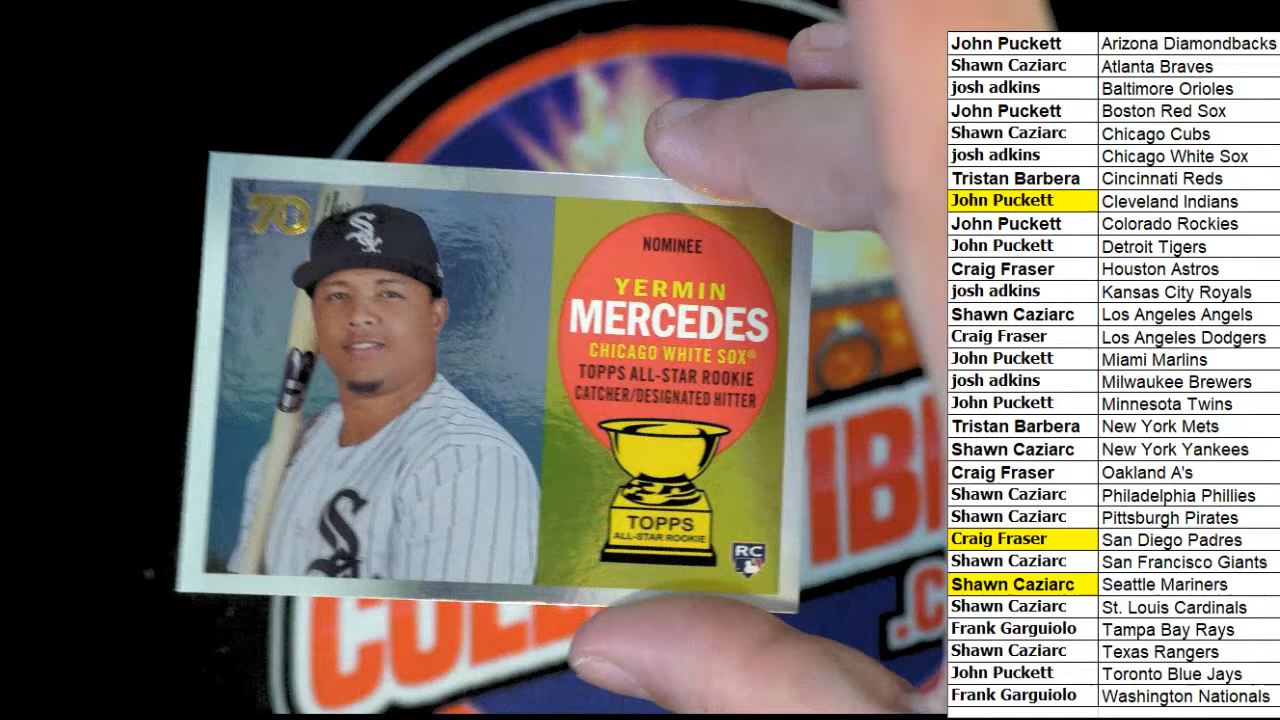 70
NOMINEE
YERMIN
MERCEDES
CHICAGO WHITE SOX®
TOPPS ALL-STAR ROOKIE
CATCHER/DESIGNATED HITTER
TOPPS
ALL-STAR ROOKIE
RC
John Puckett Arizona Diamondbacks
Shawn Caziarc Atlanta Braves
josh adkins Baltimore Orioles
John Puckett Boston Red Sox
Shawn Caziarc Chicago Cubs
josh adkins Chicago White Sox
Tristan Barbera Cincinnati Reds
John Puckett Cleveland Indians
John Puckett Colorado Rockies
John Puckett Detroit Tigers
Craig Fraser Houston Astros
josh adkins Kansas City Royals
Shawn Caziarc Los Angeles Angels
Craig Fraser Los Angeles Dodgers
John Puckett Miami Marlins
josh adkins Milwaukee Brewers
John Puckett Minnesota Twins
Tristan Barbera New York Mets
Shawn Caziarc New York Yankees
Craig Fraser Oakland A's
Shawn Caziarc Philadelphia Phillies
Shawn Caziarc Pittsburgh Pirates
Craig Fraser San Diego Padres
Shawn Caziarc San Francisco Giants
Shawn Caziarc Seattle Mariners
Shawn Caziarc St. Louis Cardinals
Frank Garguiolo Tampa Bay Rays
Shawn Caziarc Texas Rangers
John Puckett Toronto Blue Jays
Frank Garguiolo Washington Nationals